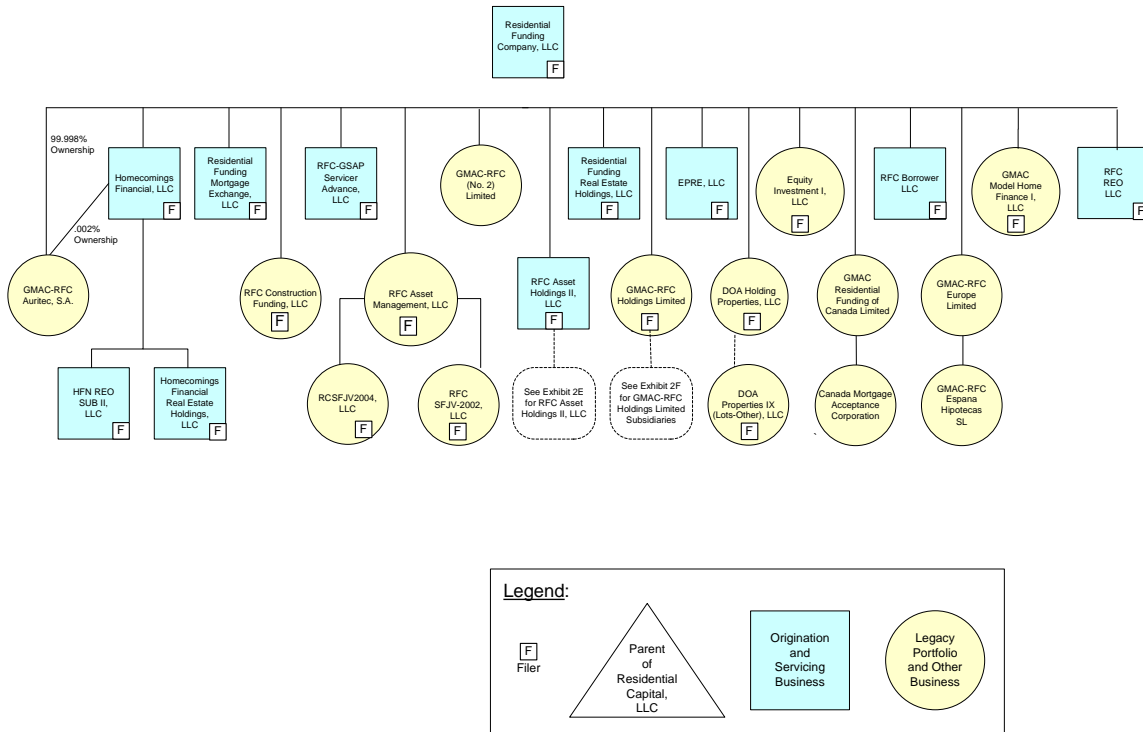 Residential
Funding
Company, LLC
F
99.998%
Ownership
Homecomings
Financial, LLC
F
Residential
Funding
Mortgage
Exchange,
LLC
F
RFC-GSAP
Servicer
Advance,
LLC
F
GMAC-RFC
(No. 2)
Limited
Residential
Funding
Real Estate
Holdings, LLC
F
EPRE, LLC
F
Equity
Investment I,
LLC
F
RFC Borrower
LLC
F
GMAC
Model Home
Finance I,
LLC
F
RFC
REO
LLC
F
.002%
Ownership
GMAC-RFC
Auritec, S.A.
RFC Construction
Funding, LLC
F
RFC Asset
Management, LLC
F
RFC Asset
Holdings II,
LLC
F
GMAC-RFC
Holdings Limited
F
DOA Holding
Properties, LLC
F
GMAC
Residential
Funding of
Canada Limited
GMAC-RFC
Europe
Limited
HFN REO
SUB II,
LLC
F
Homecomings
Financial
Real Estate
Holdings,
LLC
F
RCSFJV2004,
LLC
F
RFC
SFJV-2002,
LLC
F
See Exhibit 2E
for RFC Asset
Holdings II, LLC
See Exhibit 2F
for GMAC-RFC
Holdings Limited
Subsidiaries
DOA
Properties IX
(Lots-Other), LLC
F
Canada Mortgage
Acceptance
Corporation
GMAC-RFC
Espana
Hipotecas
SL
Legend:
F
Filer
Parent
of
Residential
Capital,
LLC
Origination
and
Servicing
Business
Legacy
Portfolio
and Other
Business